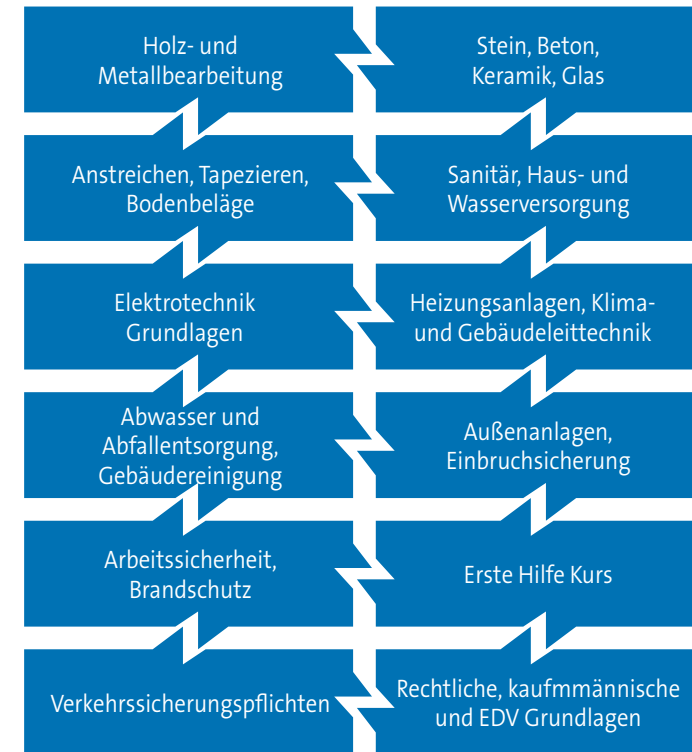 Holz- und
Metallbearbeitung
Stein, Beton,
Keramik, Glas
Anstreichen, Tapezieren,
Bodenbeläge
Sanitär, Haus- und
Wasserversorgung
Elektrotechnik
Grundlagen
Heizungsanlagen, Klima-
und Gebäudeleittechnik
Abwasser und
Abfallentsorgung,
Gebäudereinigung
Außenanlagen,
Einbruchsicherung
Arbeitssicherheit,
Brandschutz
Erste Hilfe Kurs
Verkehrssicherungspflichten
Rechtliche, kaufmmännische
und EDV Grundlagen